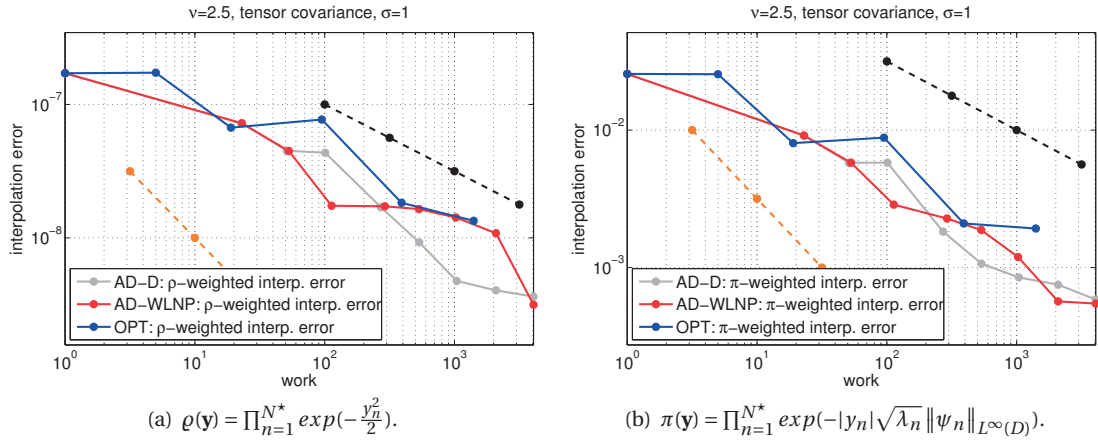 ν=2.5, tensor covariance, σ=1
interpolation error
10^-7
10^-8
AD−D: ρ−weighted interp. error
AD−WLNP: ρ−weighted interp. error
OPT: ρ−weighted interp. error
10^0 10^1 10^2 10^3
work
(a) ϱ(y) = ∏_{n=1}^{N^⋆} exp(−\frac{y_n^2}{2}).
ν=2.5, tensor covariance, σ=1
interpolation error
10^-2
10^-3
AD−D: π−weighted interp. error
AD−WLNP: π−weighted interp. error
OPT: π−weighted interp. error
10^0 10^1 10^2 10^3
work
(b) π(y) = ∏_{n=1}^{N^⋆} exp(−|y_n|√λ_n ‖ψ_n‖_{L^∞(D)}).